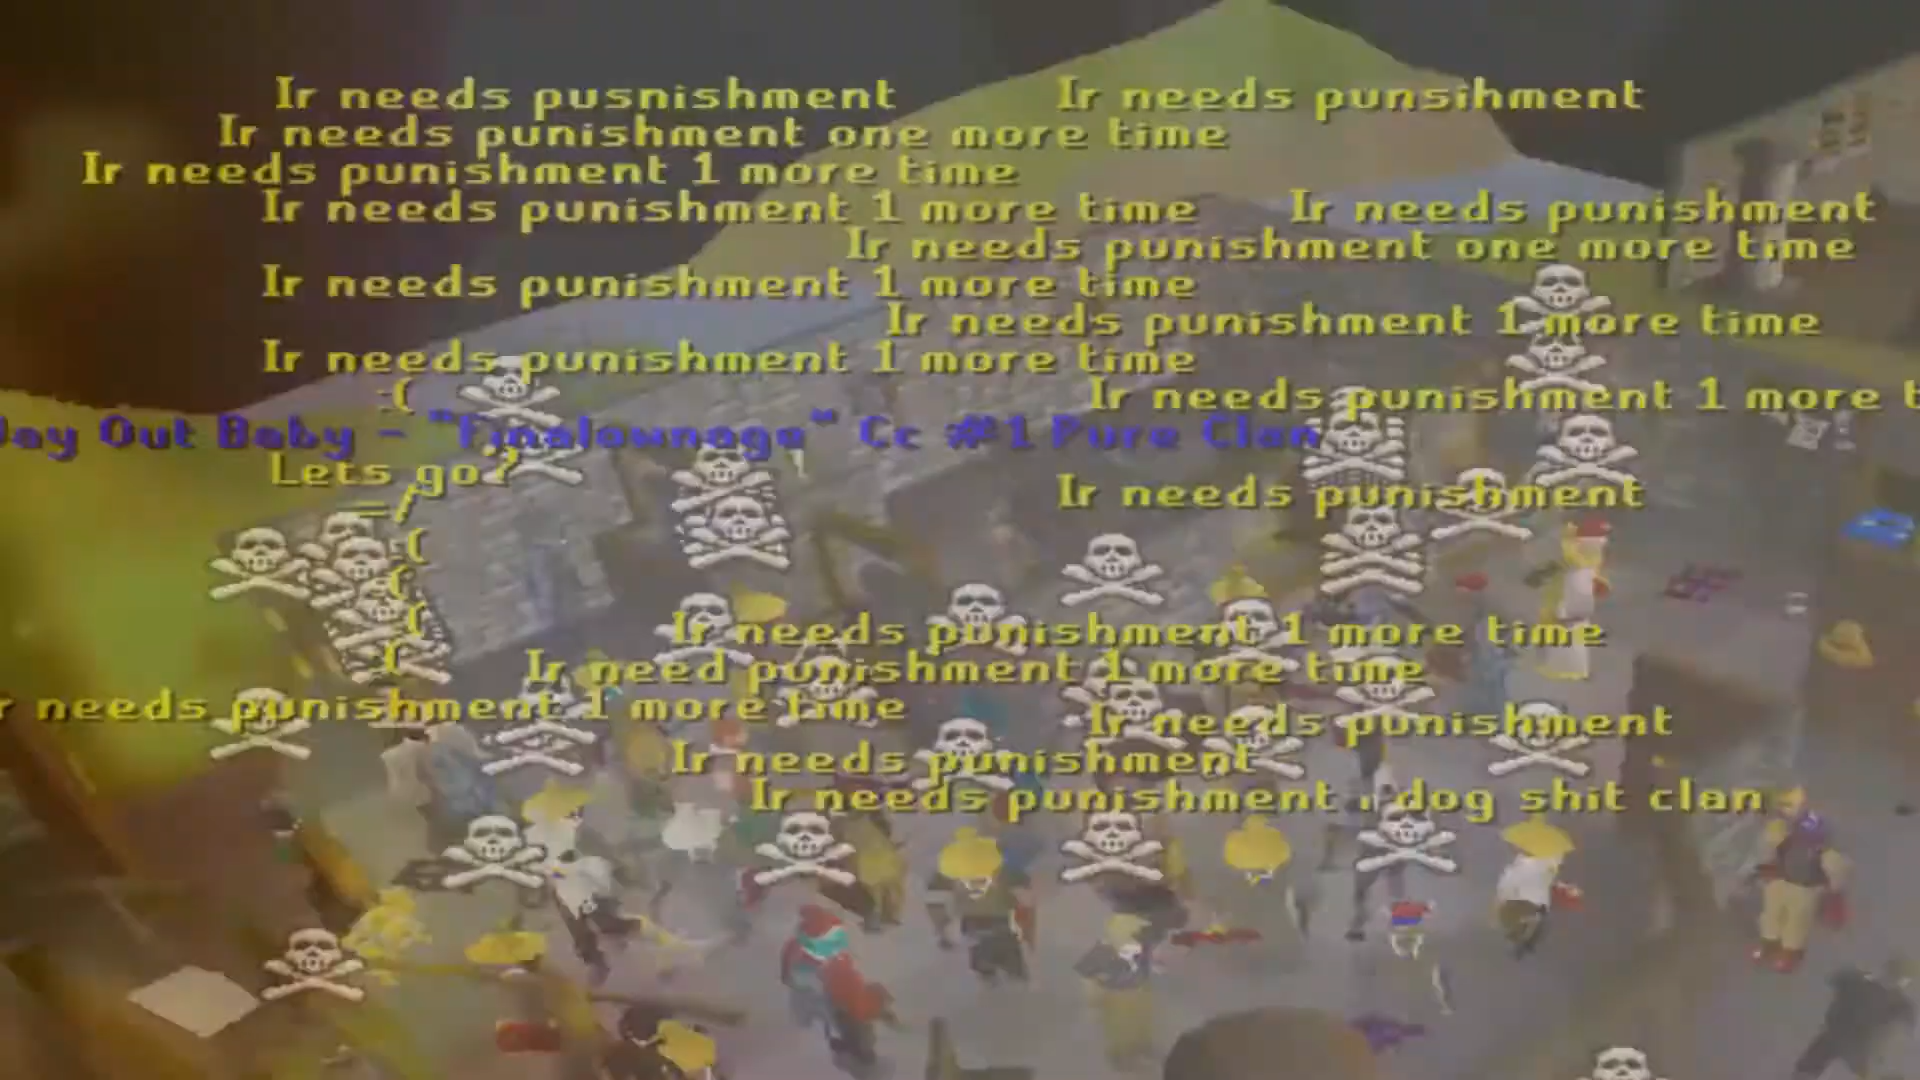 Ir needs pusnishment
Ir needs punsihment
Ir needs punishment one more time
Ir needs punishment 1 more time
Ir needs punishment 1 more time
Ir needs punishment
Ir needs punishment one more time
Ir needs punishment 1 more time
Ir needs punishment 1 more time
Ir needs punishment 1 more time
:(
Ir needs punishment 1 more t
Day Out Baby - "Finalownage" Cc #1 Pure Clan
Lets go?
Ir needs punishment
=/
:(
(
(
Ir needs punishment 1 more time
(
Ir need punishment 1 more time
r needs punishment 1 more time
Ir needs punishment
Ir needs punishment
Ir needs punishment , dog shit clan